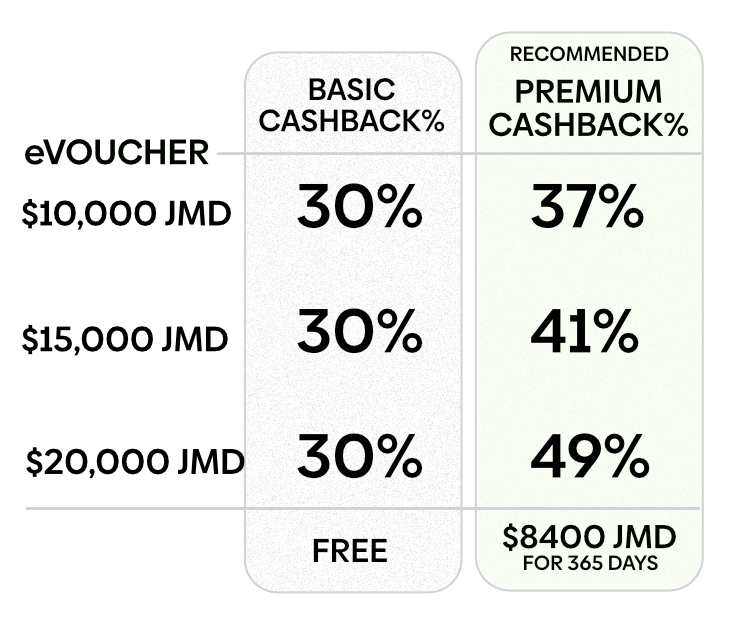 RECOMMENDED
BASIC
CASHBACK%
PREMIUM
CASHBACK%
eVOUCHER
$10,000 JMD 30% 37%
$15,000 JMD 30% 41%
$20,000 JMD 30% 49%
FREE
$8400 JMD
FOR 365 DAYS